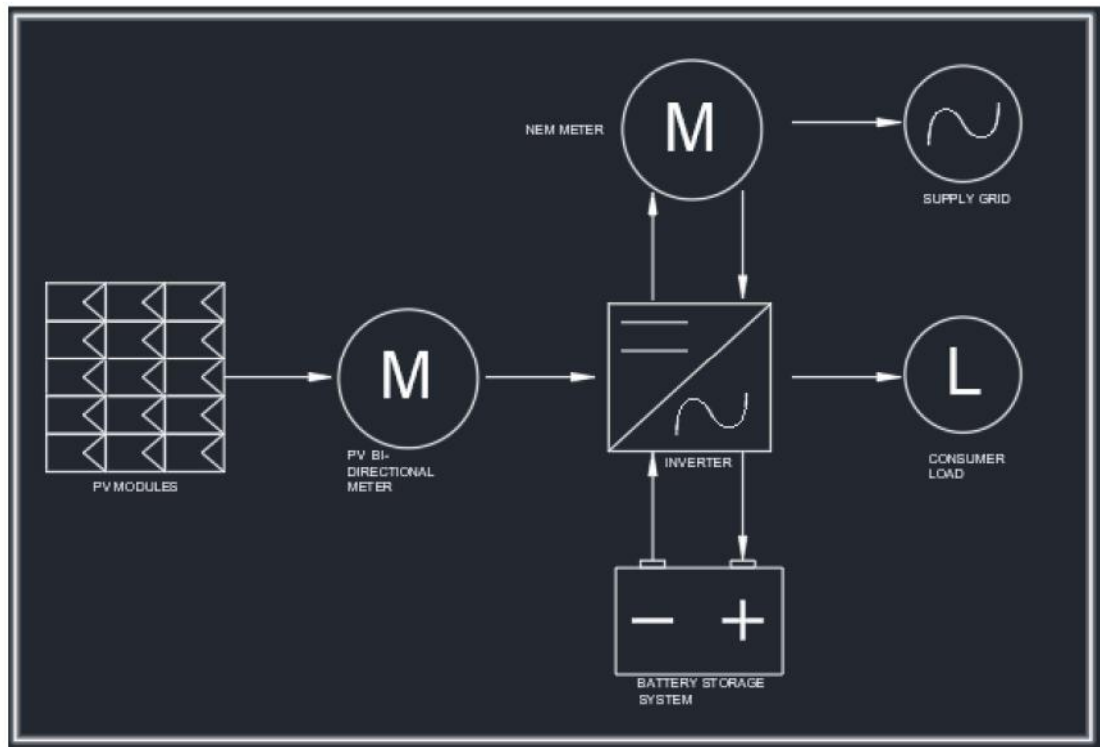 M
NEM METER
SUPPLY GRID
M
L
PV BI-
DIRECTIONAL
METER
INVERTER
CONSUMER
LOAD
PV MODULES
BATTERY STORAGE
SYSTEM